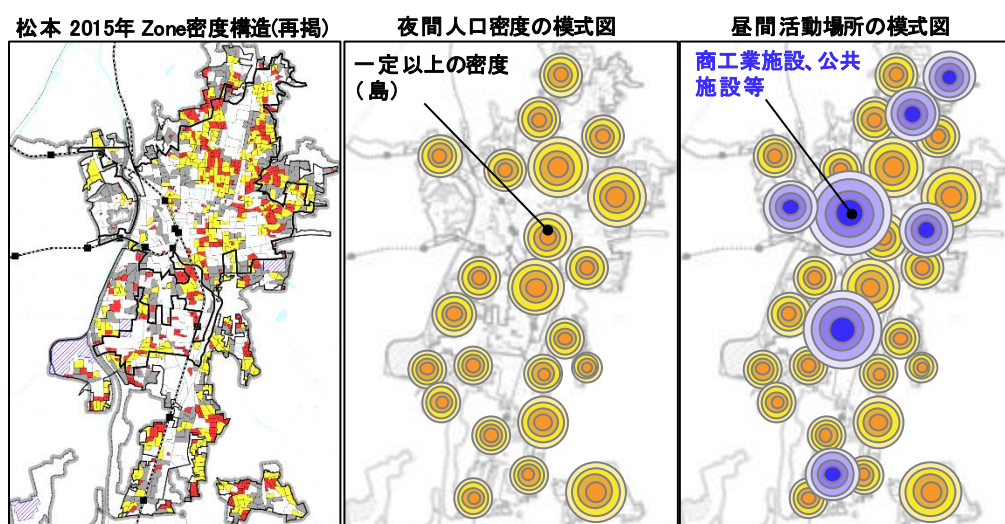 松本 2015年 Zone密度構造(再掲)
夜間人口密度の模式図
昼間活動場所の模式図
一定以上の密度
(島)
商工業施設、公共
施設等